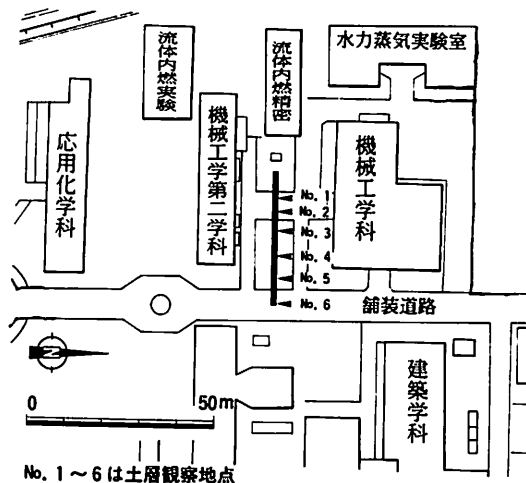 水力蒸気実験室
流体内燃実験
流体内燃精密
機械工学第二学科
機械工学科
応用化学科
No. 1
No. 2
No. 3
No. 4
No. 5
No. 6
舗装道路
建築学科
0 50m
No. 1～6は土層観察地点